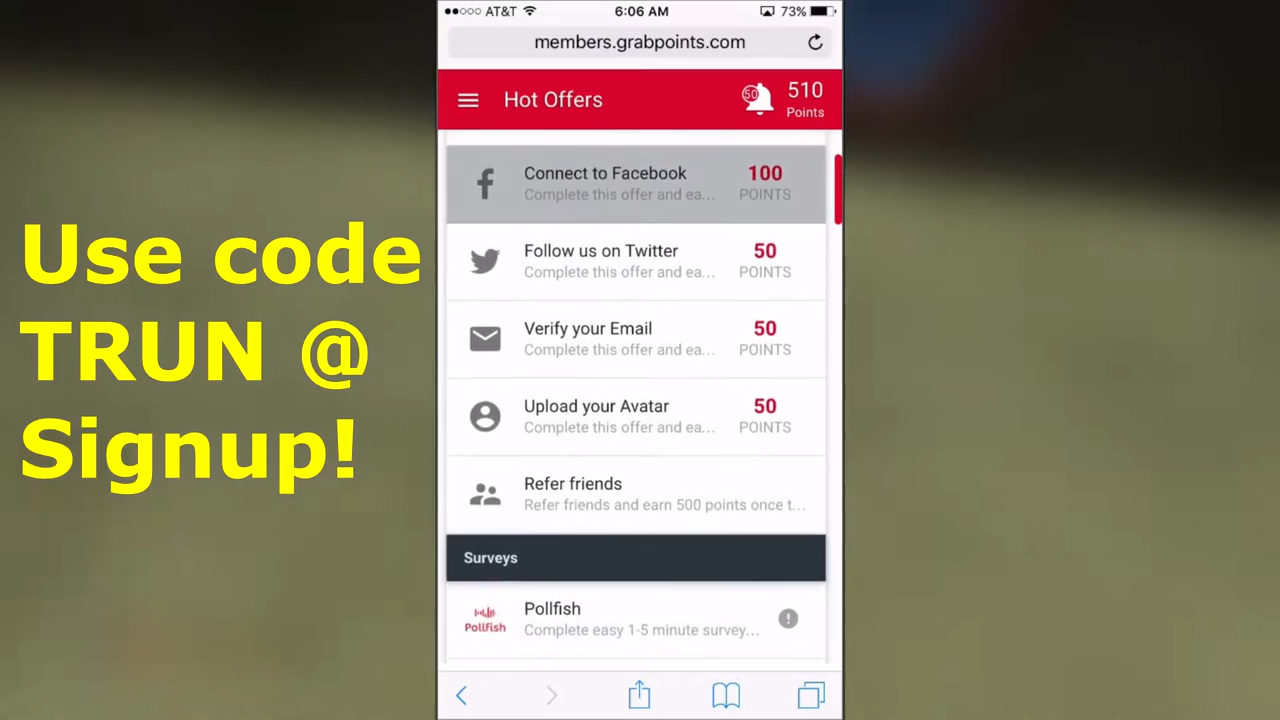 Use code
TRUN @
Signup!
AT&T
6:06 AM
73%
members.grabpoints.com
Hot Offers
50
510
Points
Connect to Facebook
100
Complete this offer and ea...
POINTS
Follow us on Twitter
50
Complete this offer and ea...
POINTS
Verify your Email
50
Complete this offer and ea...
POINTS
Upload your Avatar
50
Complete this offer and ea...
POINTS
Refer friends
Refer friends and earn 500 points once t...
Surveys
Pollfish
Pollfish
Complete easy 1-5 minute survey...